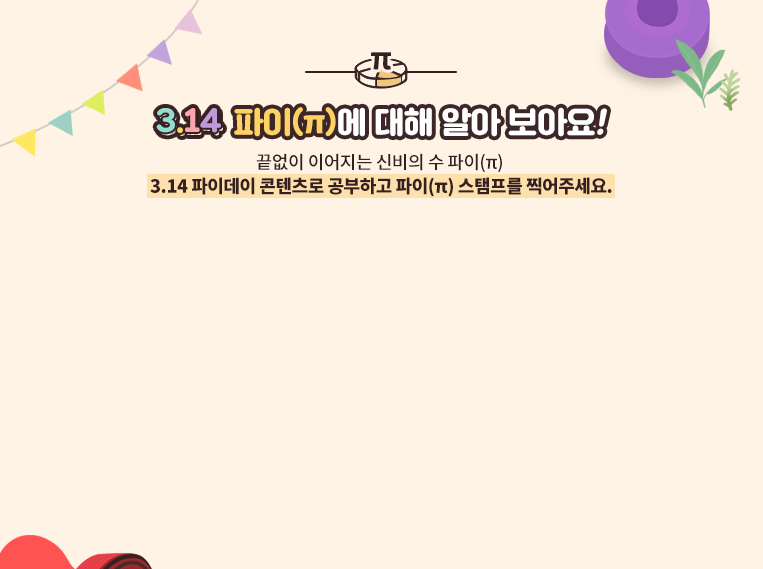 π
3.14 파이(π)에 대해 알아 보아요!
끝없이 이어지는 신비의 수 파이(π)
3.14 파이데이 콘텐츠로 공부하고 파이(π) 스탬프를 찍어주세요.